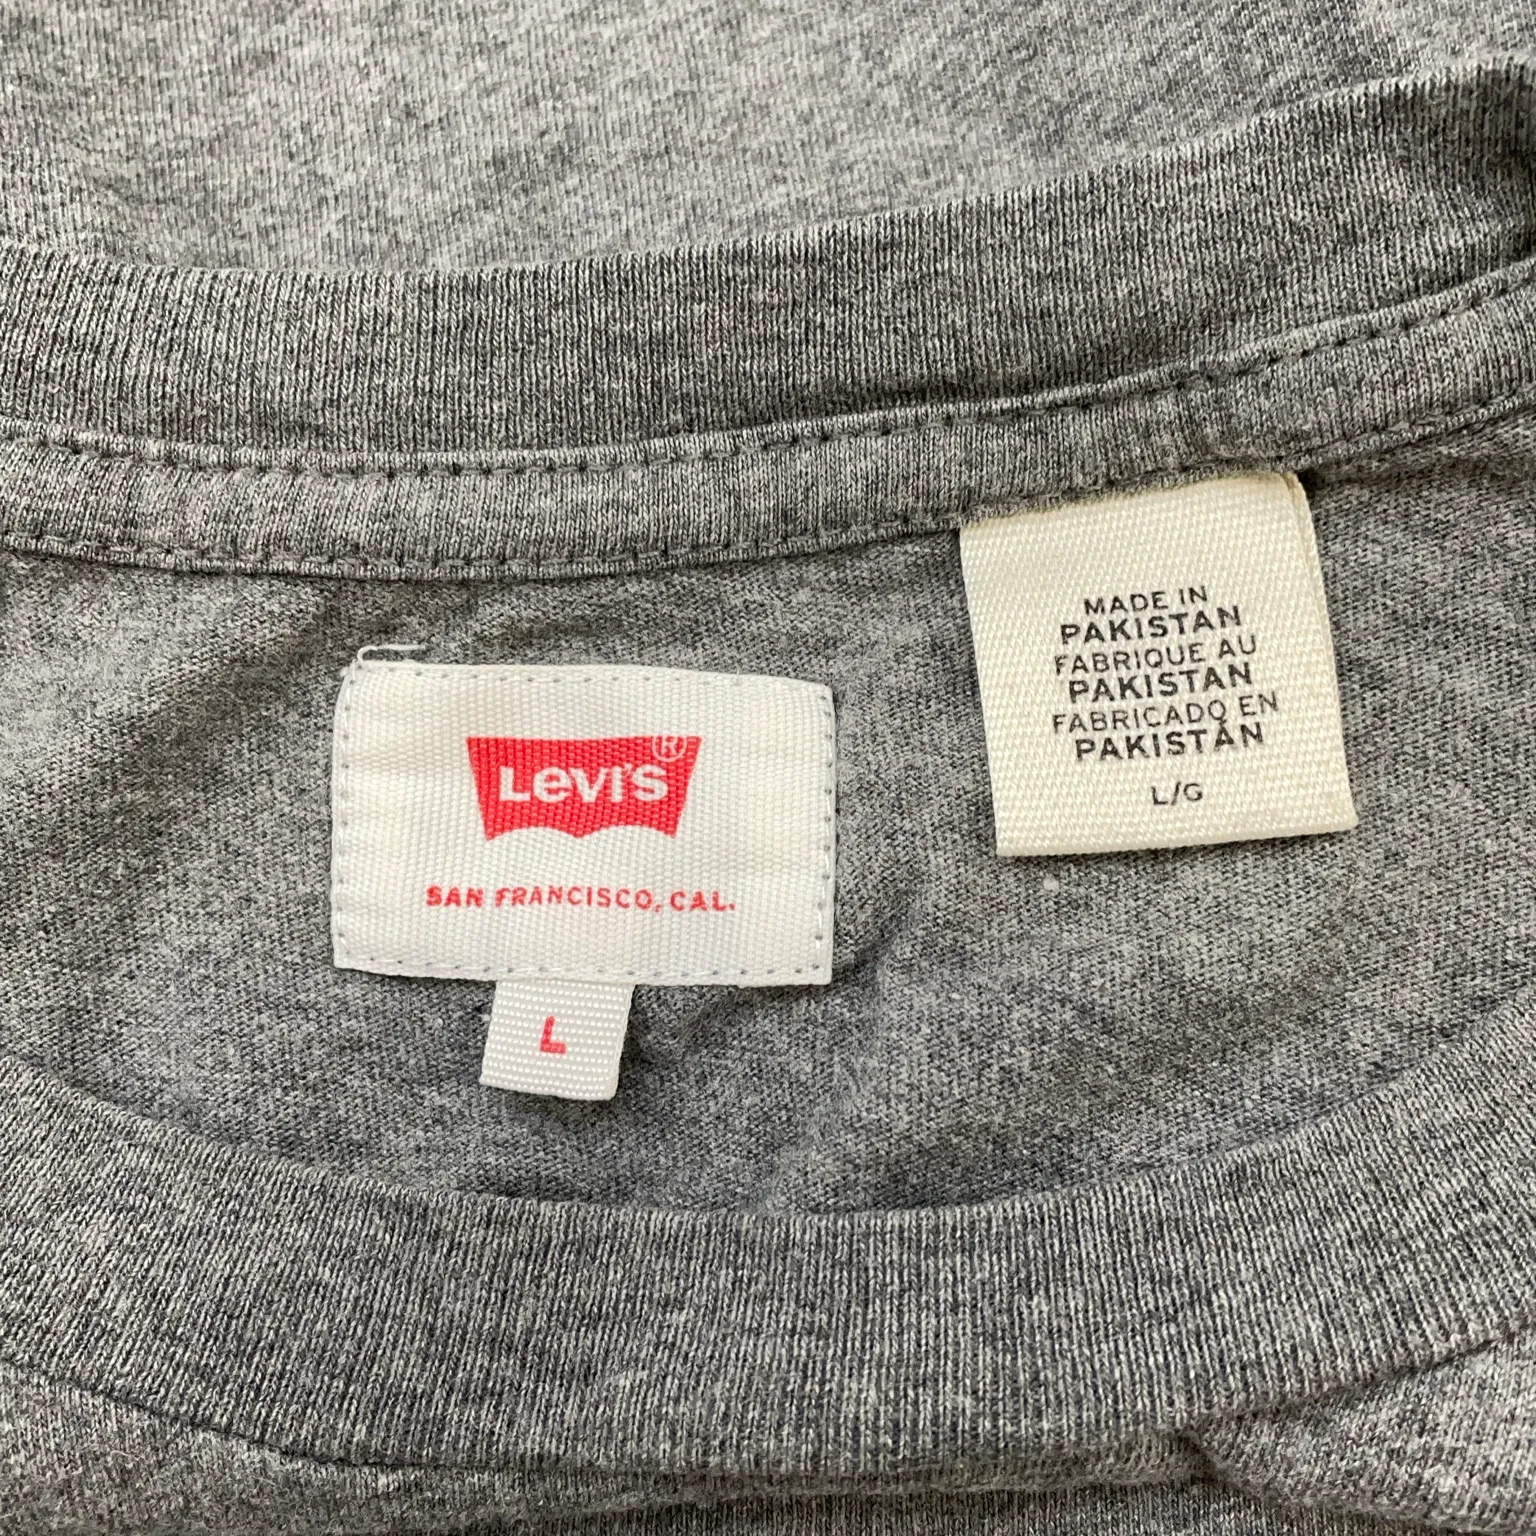 LEVI'S®
SAN FRANCISCO, CAL.
L
MADE IN
PAKISTAN
FABRIQUE AU
PAKISTAN
FABRICADO EN
PAKISTÁN
L/G